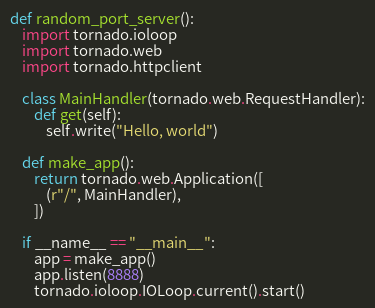 def random_port_server():
import tornado.ioloop
import tornado.web
import tornado.httpclient
class MainHandler(tornado.web.RequestHandler):
def get(self):
self.write("Hello, world")
def make_app():
return tornado.web.Application([
(r"/", MainHandler),
])
if __name__ == "__main__":
app = make_app()
app.listen(8888)
tornado.ioloop.IOLoop.current().start()